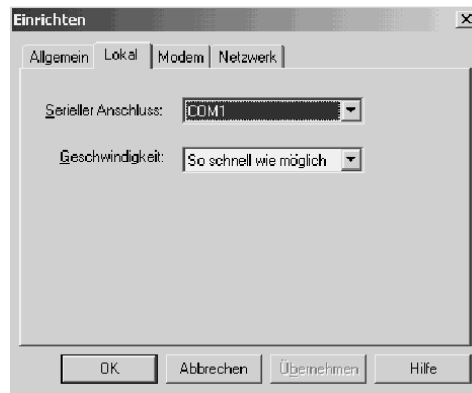 Einrichten
Allgemein Lokal Modem Netzwerk
Serieller Anschluss: COM1
Geschwindigkeit: So schnell wie möglich
OK Abbrechen Übernehmen Hilfe